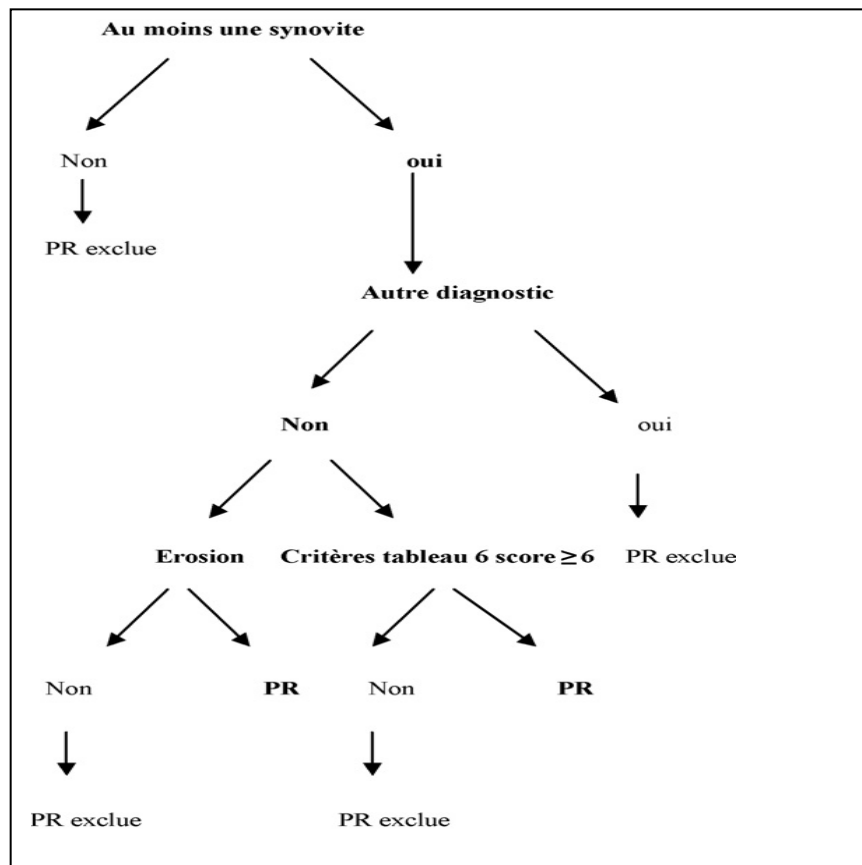 Au moins une synovite
Non oui
PR exclue
Autre diagnostic
Non oui
Erosion Critères tableau 6 score ≥ 6 PR exclue
Non PR Non PR
PR exclue PR exclue